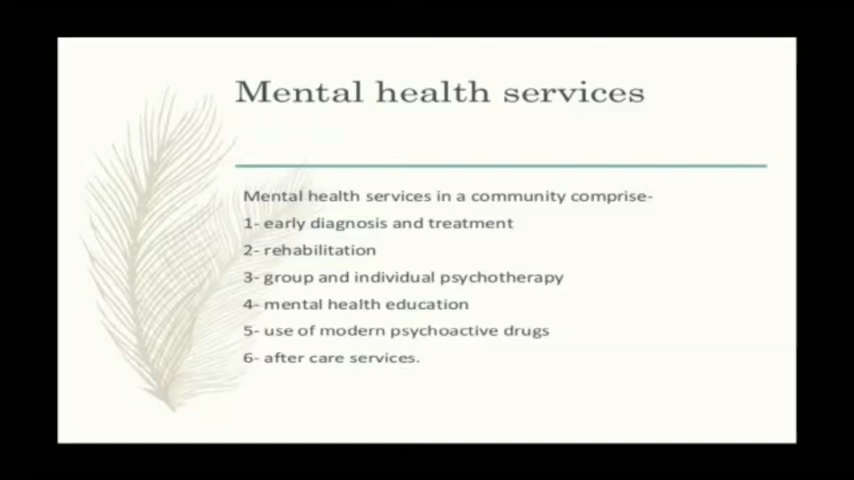 Mental health services
Mental health services in a community comprise-
1- early diagnosis and treatment
2- rehabilitation
3- group and individual psychotherapy
4- mental health education
5- use of modern psychoactive drugs
6- after care services.